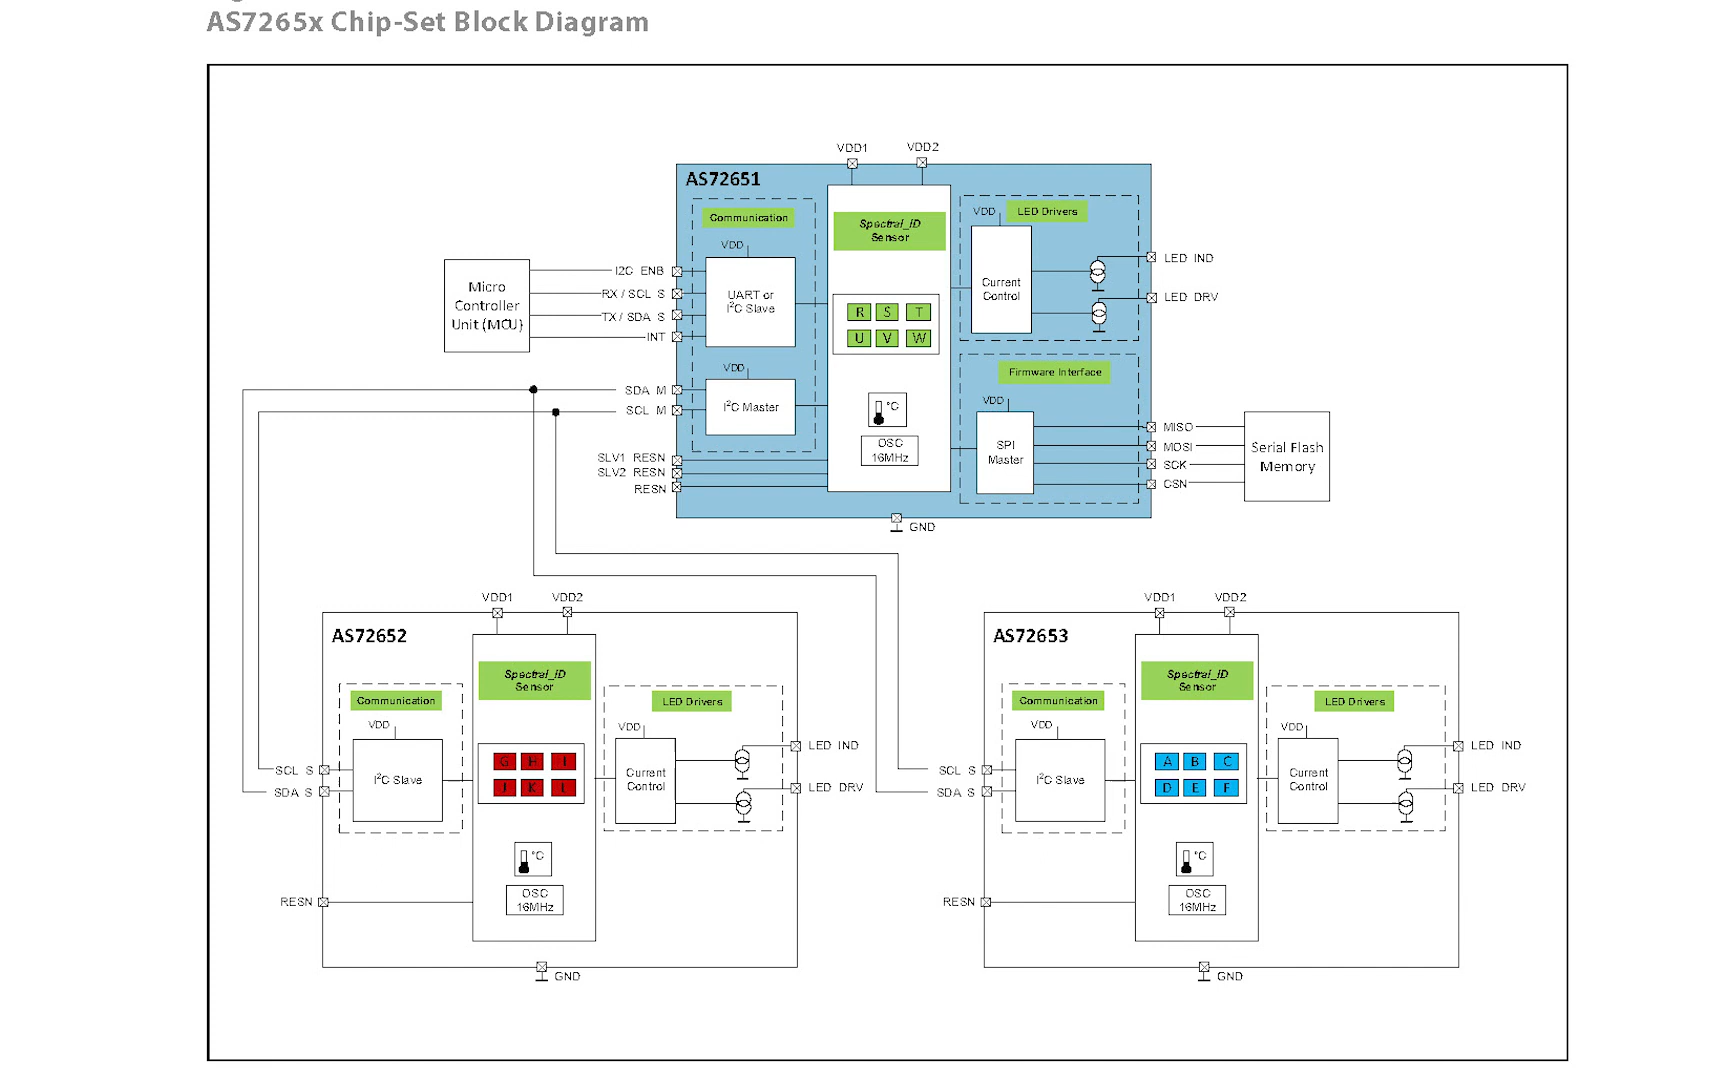 AS7265x Chip-Set Block Diagram
VDD1
VDD2
AS72651
Communication
VDD
UART or
I²C Slave
VDD
I²C Master
Spectral_ID
Sensor
R S T
U V W
°C
OSC
16MHz
LED Drivers
VDD
Current
Control
LED IND
LED DRV
Firmware Interface
VDD
SPI
Master
MISO
MOSI
SCK
CSN
Serial Flash
Memory
Micro
Controller
Unit (MCU)
I2C ENB
RX / SCL S
TX / SDA S
INT
SDA M
SCL M
SLV1 RESN
SLV2 RESN
RESN
GND
VDD1
VDD2
AS72652
Communication
VDD
I²C Slave
Spectral_ID
Sensor
G H I
J K L
°C
OSC
16MHz
LED Drivers
VDD
Current
Control
LED IND
LED DRV
SCL S
SDA S
RESN
GND
VDD1
VDD2
AS72653
Communication
VDD
I²C Slave
Spectral_ID
Sensor
A B C
D E F
°C
OSC
16MHz
LED Drivers
VDD
Current
Control
LED IND
LED DRV
SCL S
SDA S
RESN
GND